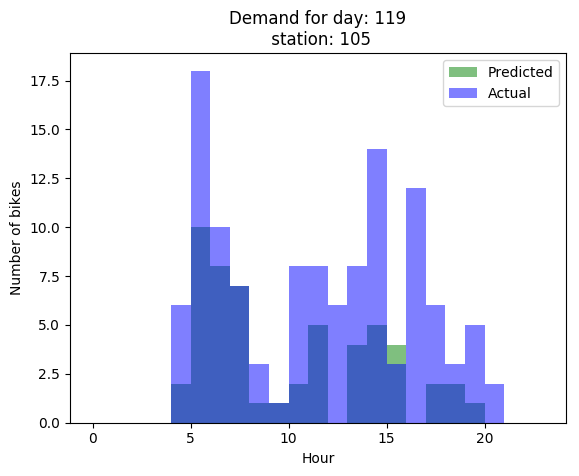 Demand for day: 119
station: 105
Predicted
Actual
17.5
15.0
12.5
10.0
7.5
5.0
2.5
0.0
Number of bikes
0 5 10 15 20
Hour